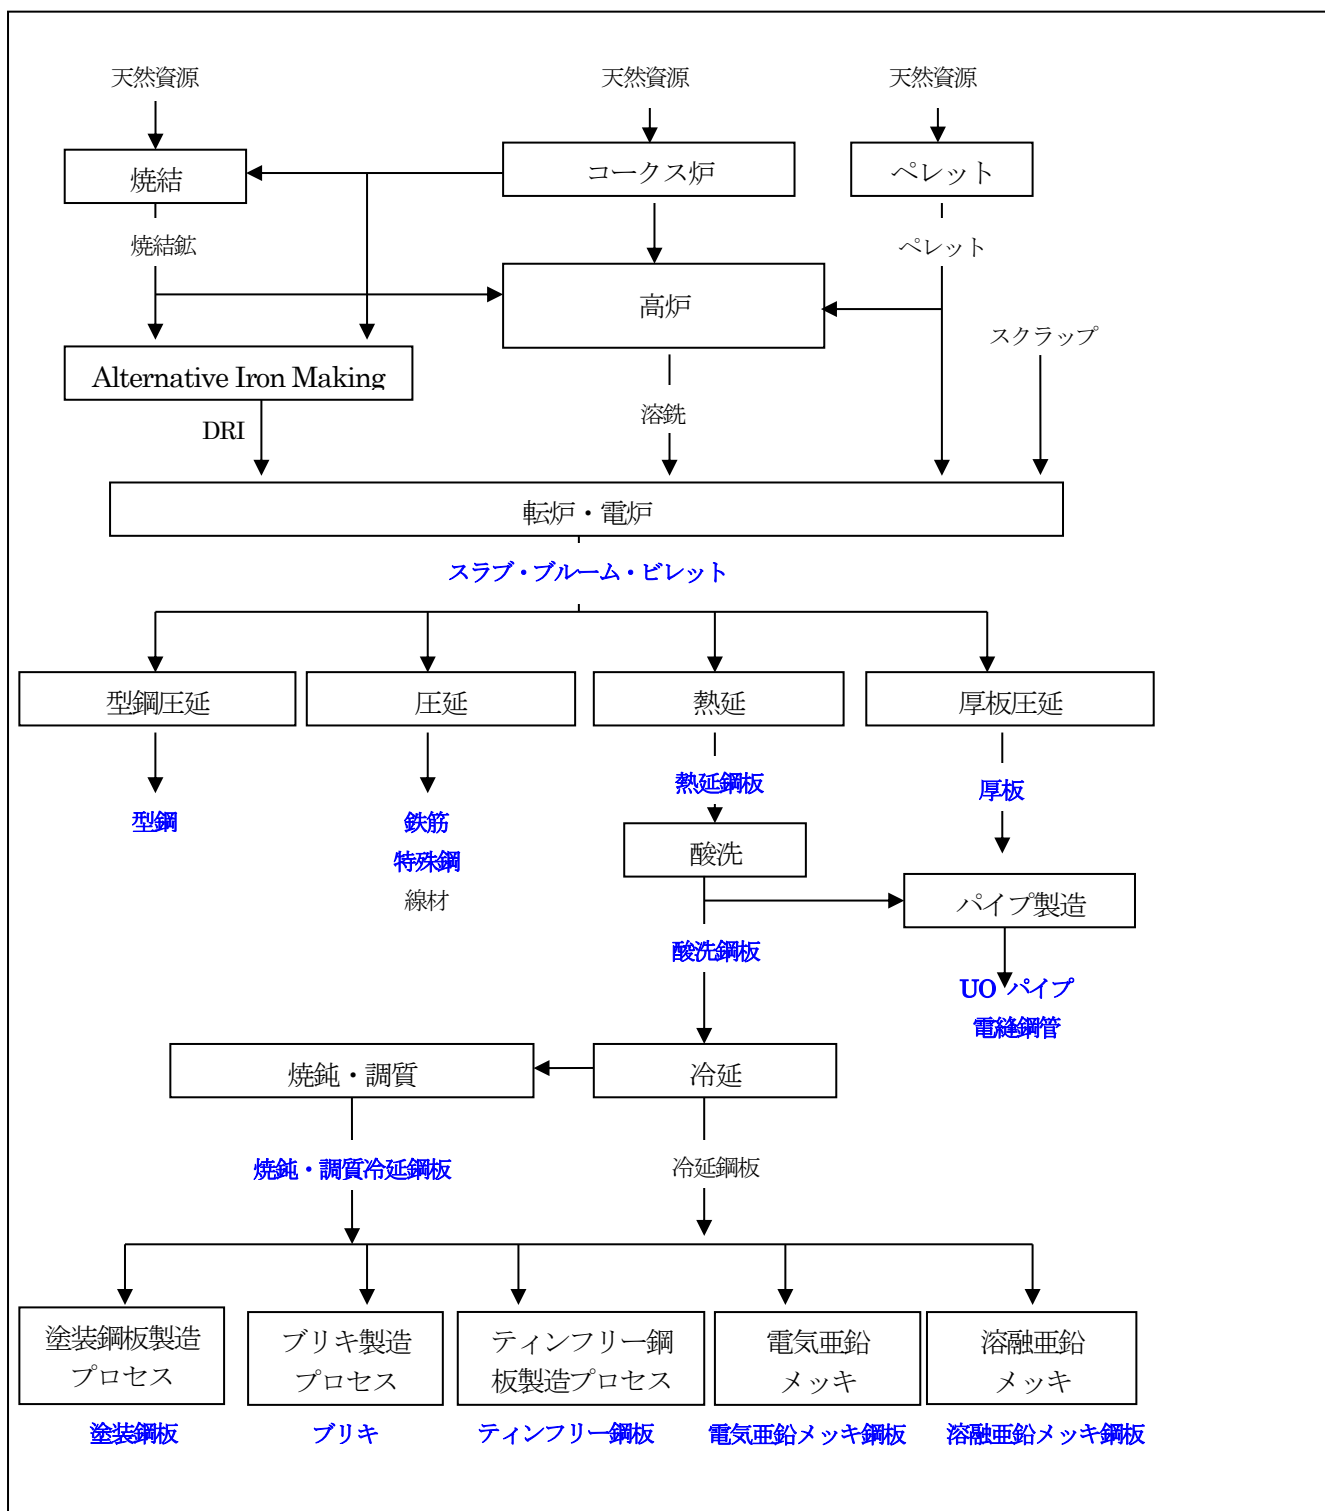 天然資源
天然資源
天然資源
焼結
コークス炉
ペレット
焼結鉱
ペレット
高炉
スクラップ
Alternative Iron Making
溶銑
DRI
転炉・電炉
スラブ・ブルーム・ビレット
型鋼圧延
圧延
熱延
厚板圧延
熱延鋼板
厚板
型鋼
鉄筋
特殊鋼
線材
酸洗
パイプ製造
酸洗鋼板
UO パイプ
電縫鋼管
焼鈍・調質
冷延
焼鈍・調質冷延鋼板
冷延鋼板
塗装鋼板製造
プロセス
ブリキ製造
プロセス
ティンフリー鋼
板製造プロセス
電気亜鉛
メッキ
溶融亜鉛
メッキ
塗装鋼板
ブリキ
ティンフリー鋼板
電気亜鉛メッキ鋼板
溶融亜鉛メッキ鋼板